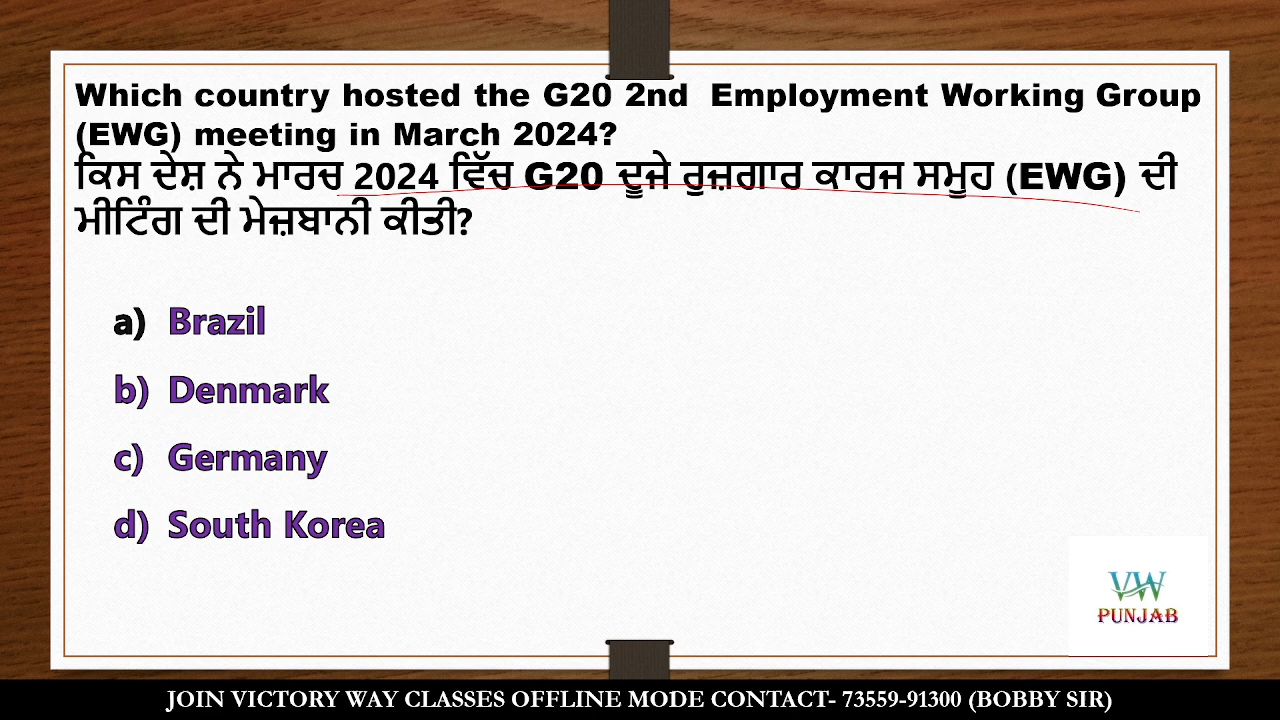 Which country hosted the G20 2nd Employment Working Group
(EWG) meeting in March 2024?
ਕਿਸ ਦੇਸ਼ ਨੇ ਮਾਰਚ 2024 ਵਿੱਚ G20 ਦੂਜੇ ਰੁਜ਼ਗਾਰ ਕਾਰਜ ਸਮੂਹ (EWG) ਦੀ
ਮੀਟਿੰਗ ਦੀ ਮੇਜ਼ਬਾਨੀ ਕੀਤੀ?
a) Brazil
b) Denmark
c) Germany
d) South Korea
VW
PUNJAB
JOIN VICTORY WAY CLASSES OFFLINE MODE CONTACT- 73559-91300 (BOBBY SIR)